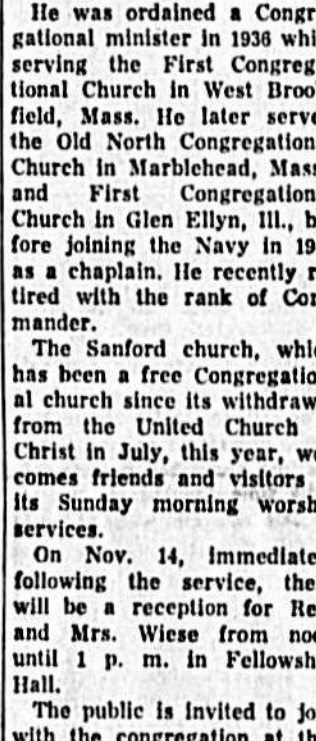 He was ordained a Congr
gational minister in 1936 whi
serving the First Congreg
tional Church in West Broo
field, Mass. He later serve
the Old North Congregation
Church in Marblehead, Mass
and First Congregation
Church in Glen Ellyn, Ill., b
fore joining the Navy in 19
as a chaplain. He recently r
tired with the rank of Com
mander.
The Sanford church, whic
has been a free Congregatio
al church since its withdraw
from the United Church
Christ in July, this year, we
comes friends and visitors
its Sunday morning worsh
services.
On Nov. 14, immediate
following the service, the
will be a reception for Re
and Mrs. Wiese from noo
until 1 p. m. in Fellowsh
Hall.
The public is invited to jo
with the congregation at th